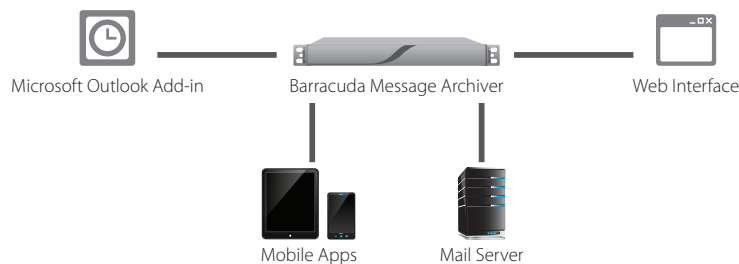 Microsoft Outlook Add-in
Barracuda Message Archiver
Web Interface
Mobile Apps
Mail Server